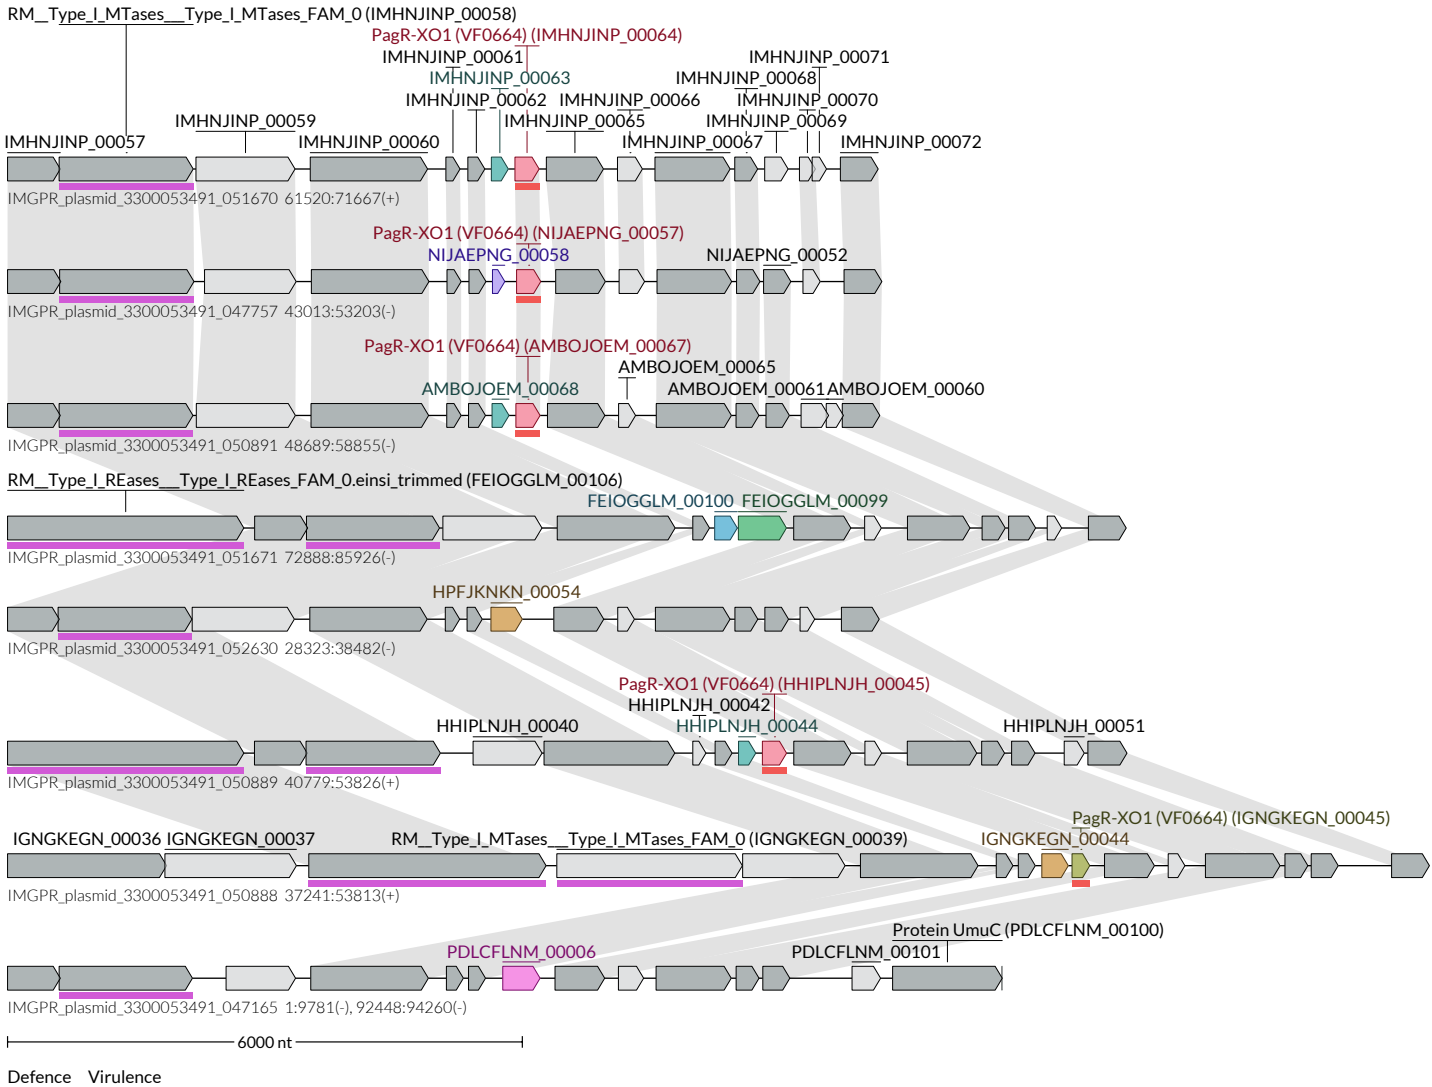 RM__Type_I_MTases___Type_I_MTases_FAM_0 (IMHNJINP_00058)
PagR-XO1 (VF0664) (IMHNJINP_00064)
IMHNJINP_00061
IMHNJINP_00071
IMHNJINP_00063
IMHNJINP_00068
IMHNJINP_00062
IMHNJINP_00066
IMHNJINP_00070
IMHNJINP_00059
IMHNJINP_00065
IMHNJINP_00069
IMHNJINP_00057
IMHNJINP_00060
IMHNJINP_00067
IMHNJINP_00072
IMGPR_plasmid_3300053491_051670 61520:71667(+)
PagR-XO1 (VF0664) (NIJAEPNG_00057)
NIJAEPNG_00058
NIJAEPNG_00052
IMGPR_plasmid_3300053491_047757 43013:53203(-)
PagR-XO1 (VF0664) (AMBOJOEM_00067)
AMBOJOEM_00065
AMBOJOEM_00068
AMBOJOEM_00061
AMBOJOEM_00060
IMGPR_plasmid_3300053491_050891 48689:58855(-)
RM__Type_I_REases___Type_I_REases_FAM_0.einsi_trimmed (FEIOGGLM_00106)
FEIOGGLM_00100
FEIOGGLM_00099
IMGPR_plasmid_3300053491_051671 72888:85926(-)
HPFJKNKN_00054
IMGPR_plasmid_3300053491_052630 28323:38482(-)
PagR-XO1 (VF0664) (HHIPLNJH_00045)
HHIPLNJH_00042
HHIPLNJH_00040
HHIPLNJH_00044
HHIPLNJH_00051
IMGPR_plasmid_3300053491_050889 40779:53826(+)
PagR-XO1 (VF0664) (IGNGKEGN_00045)
IGNGKEGN_00036
IGNGKEGN_00037
RM__Type_I_MTases___Type_I_MTases_FAM_0 (IGNGKEGN_00039)
IGNGKEGN_00044
IMGPR_plasmid_3300053491_050888 37241:53813(+)
Protein UmuC (PDLCFLNM_00100)
PDLCFLNM_00006
PDLCFLNM_00101
IMGPR_plasmid_3300053491_047165 1:9781(-), 92448:94260(-)
6000 nt
Defence Virulence